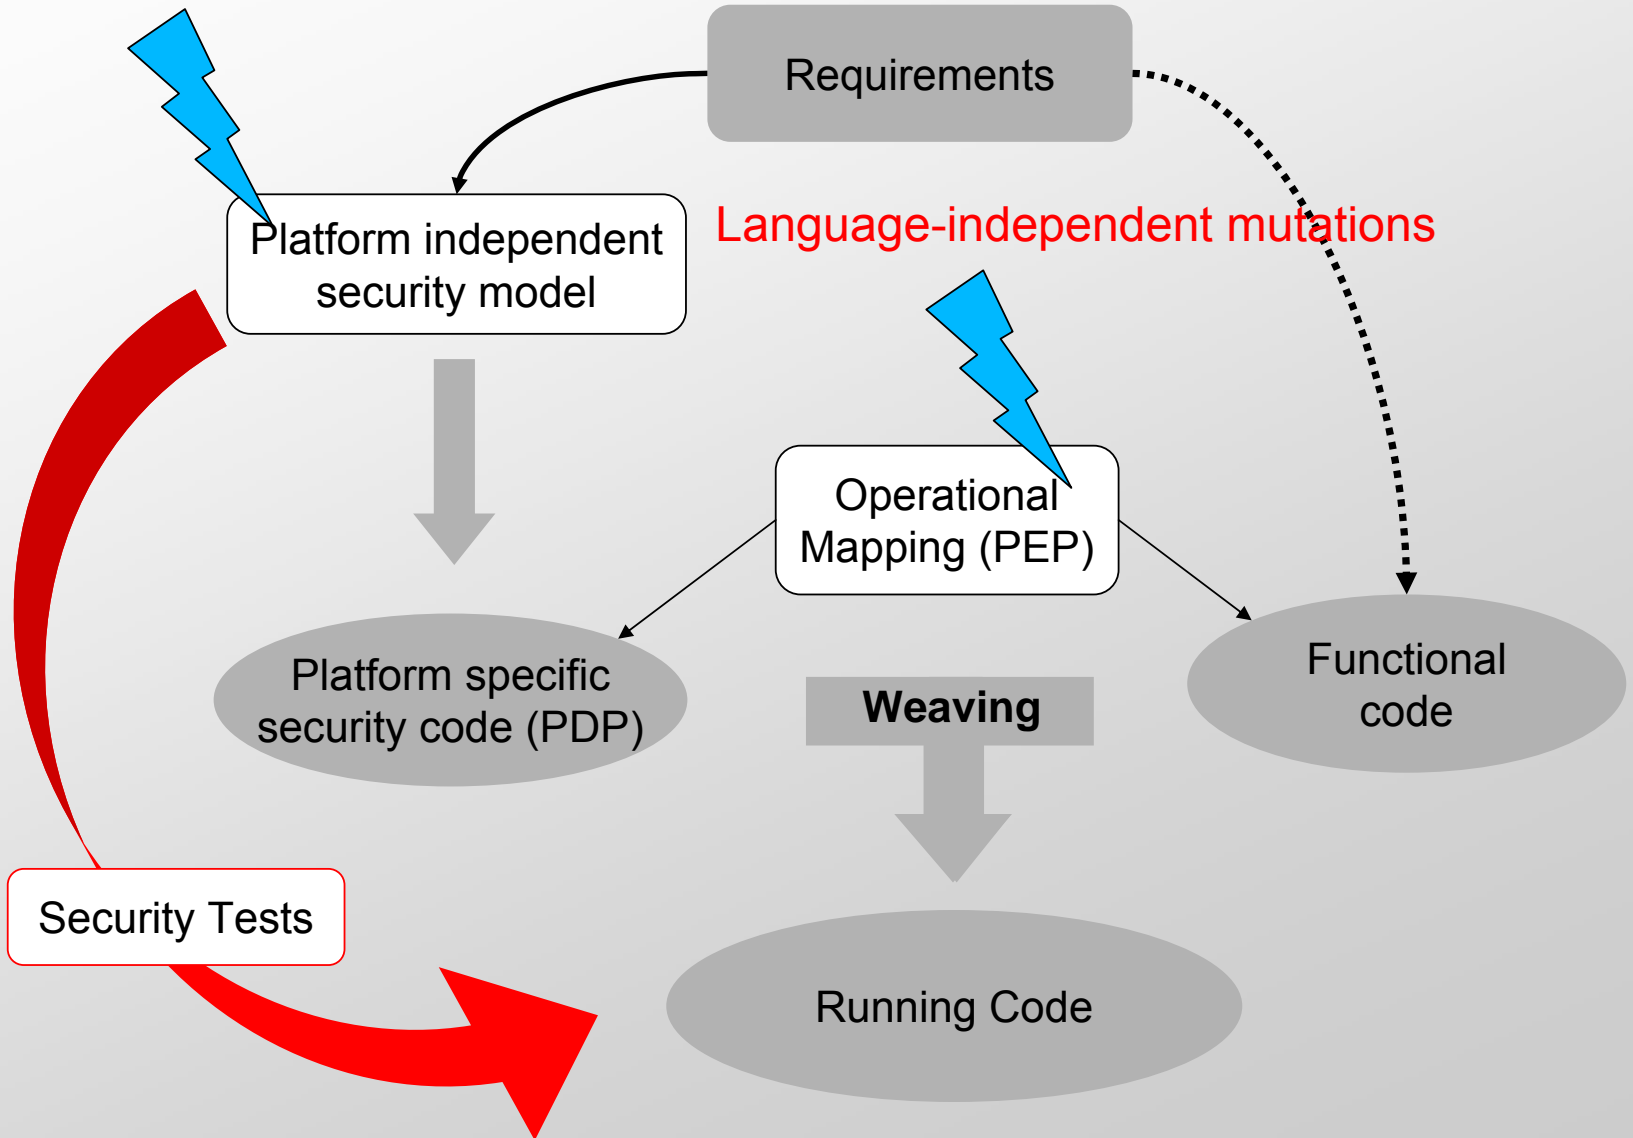 Requirements
Platform independent
security model
Language-independent mutations
Operational
Mapping (PEP)
Platform specific
security code (PDP)
Weaving
Functional
code
Security Tests
Running Code